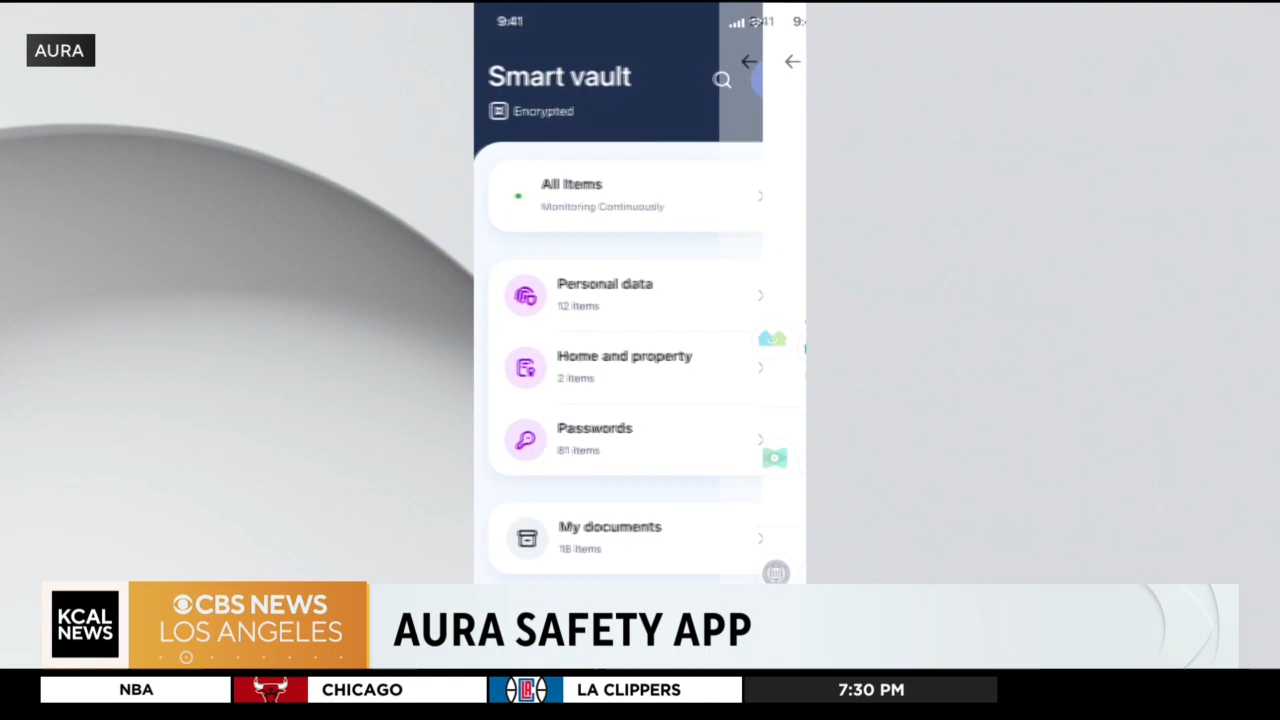 AURA
9:41
Smart vault
Encrypted
All Items
Monitoring Continuously
Personal data
12 items
Home and property
2 items
Passwords
81 items
My documents
18 items
KCAL
NEWS
CBS NEWS
LOS ANGELES
AURA SAFETY APP
NBA
CHICAGO
LA CLIPPERS
7:30 PM